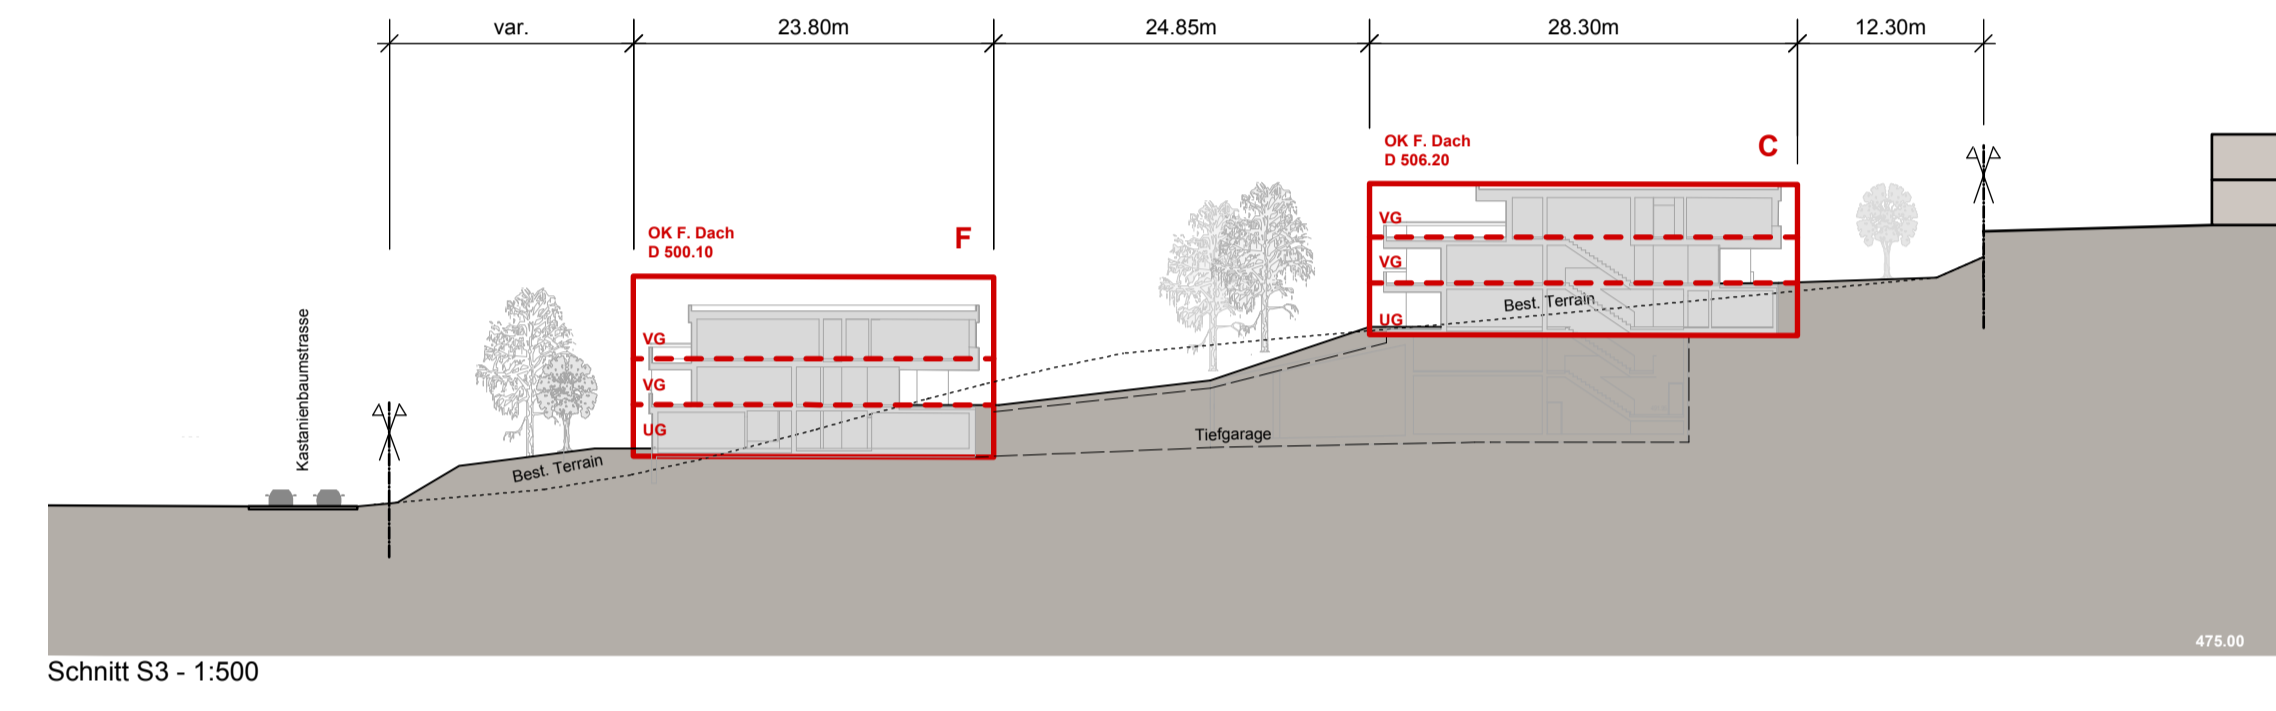 var.
23.80m
24.85m
28.30m
12.30m
OK F. Dach
D 506.20
C
OK F. Dach
D 500.10
F
VG
VG
UG
VG
VG
UG
Best. Terrain
Best. Terrain
Tiefgarage
Kastanienbaumstrasse
475.00
Schnitt S3 - 1:500